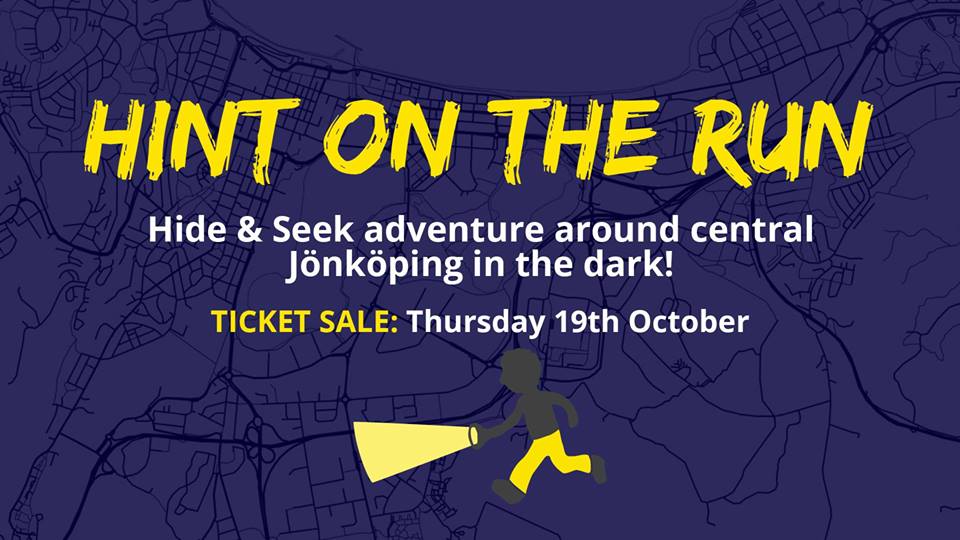 HINT ON THE RUN
Hide & Seek adventure around central
Jönköping in the dark!
TICKET SALE: Thursday 19th October